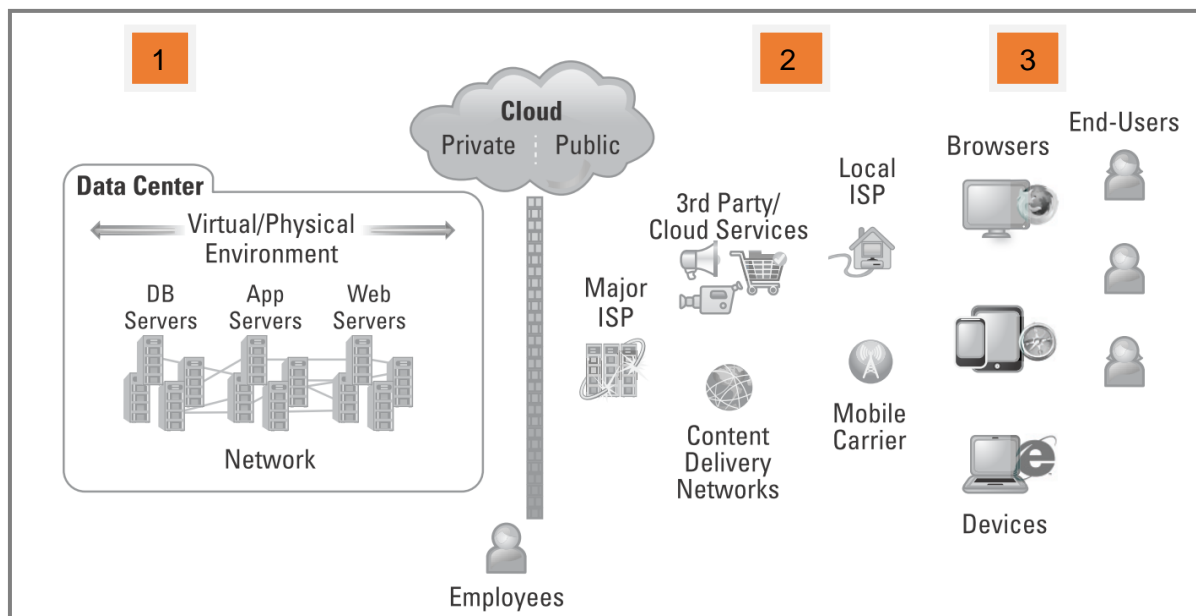 1
2
3
Cloud
Private
Public
End-Users
Browsers
Local
ISP
Data Center
3rd Party/
Cloud Services
Virtual/Physical
Environment
Major
ISP
DB
Servers
App
Servers
Web
Servers
Network
Content
Delivery
Networks
Mobile
Carrier
Devices
Employees